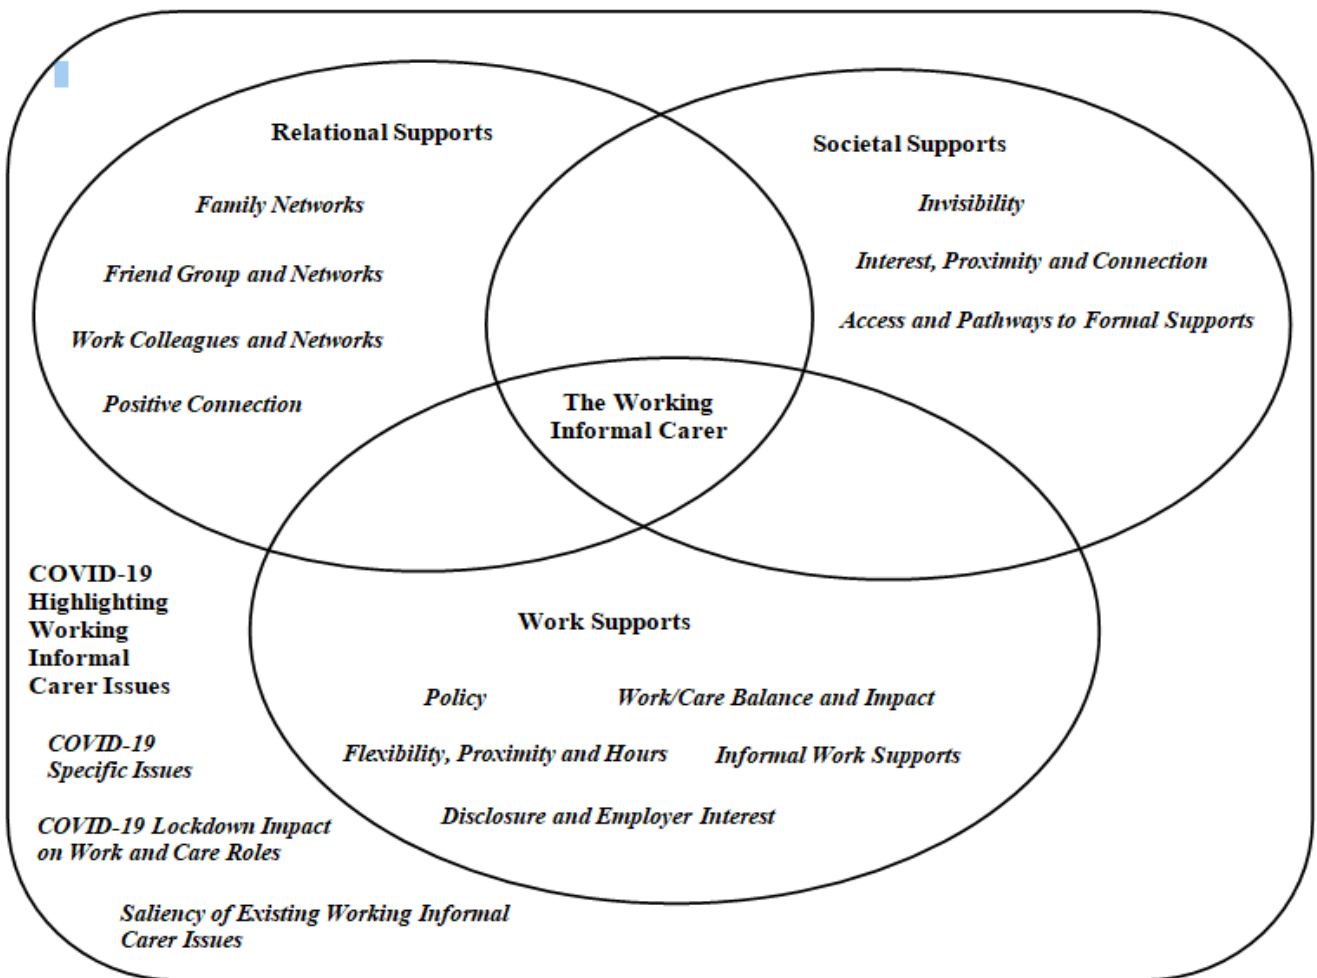 Relational Supports
Family Networks
Friend Group and Networks
Work Colleagues and Networks
Positive Connection
Societal Supports
Invisibility
Interest, Proximity and Connection
Access and Pathways to Formal Supports
The Working
Informal Carer
Work Supports
Policy
Work/Care Balance and Impact
Flexibility, Proximity and Hours
Informal Work Supports
Disclosure and Employer Interest
COVID-19
Highlighting
Working
Informal
Carer Issues
COVID-19
Specific Issues
COVID-19 Lockdown Impact
on Work and Care Roles
Saliency of Existing Working Informal
Carer Issues